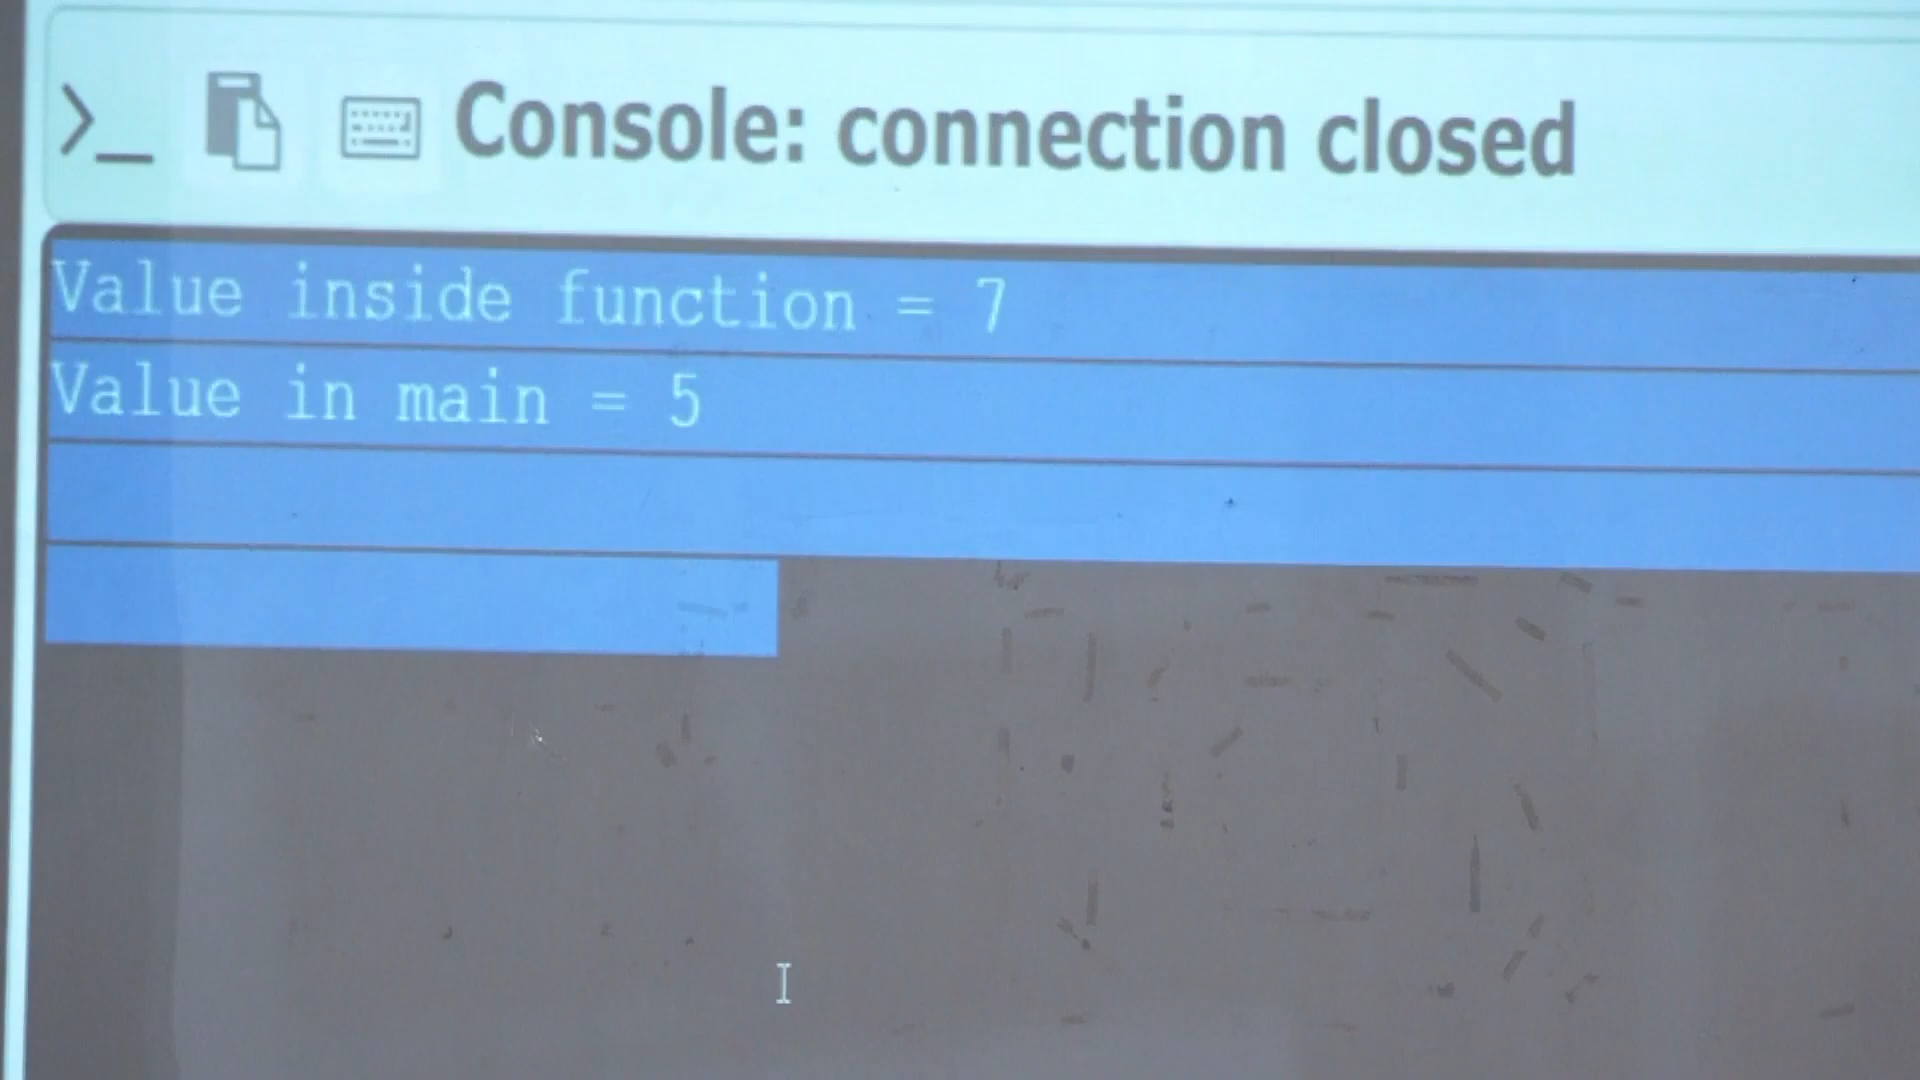 Console: connection closed
Value inside function = 7
Value in main = 5